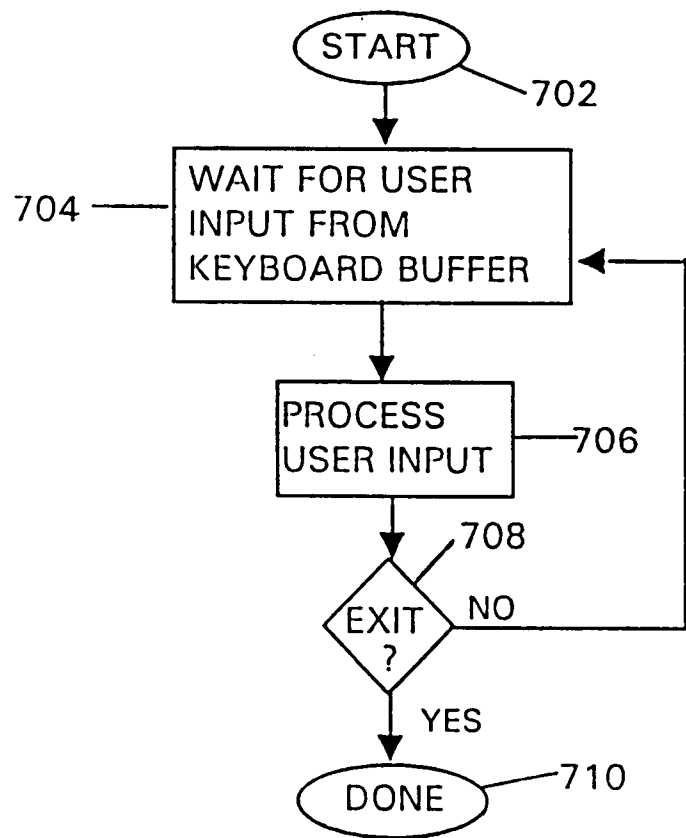 START
702
WAIT FOR USER
704
INPUT FROM
KEYBOARD BUFFER
PROCESS
706
USER INPUT
708
EXIT
?
NO
YES
710
DONE